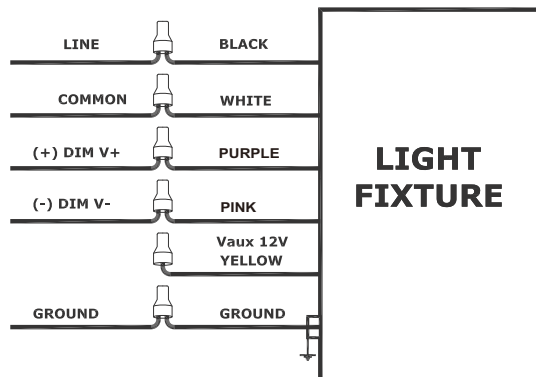 LINE BLACK
COMMON WHITE
(+) DIM V+ PURPLE
(-) DIM V- PINK
Vaux 12V
YELLOW
GROUND GROUND
LIGHT
FIXTURE